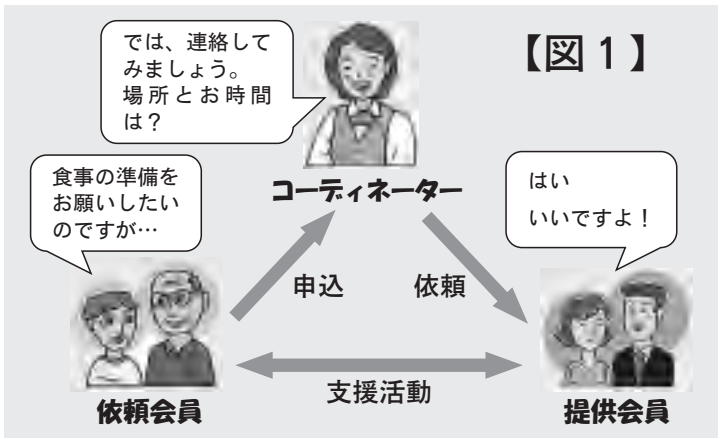 【図1】
では、連絡して
みましょう。
場所とお時間
は？
コーディネーター
食事の準備を
お願いしたい
のですが…
はい
いいですよ！
申込
依頼
支援活動
依頼会員
提供会員